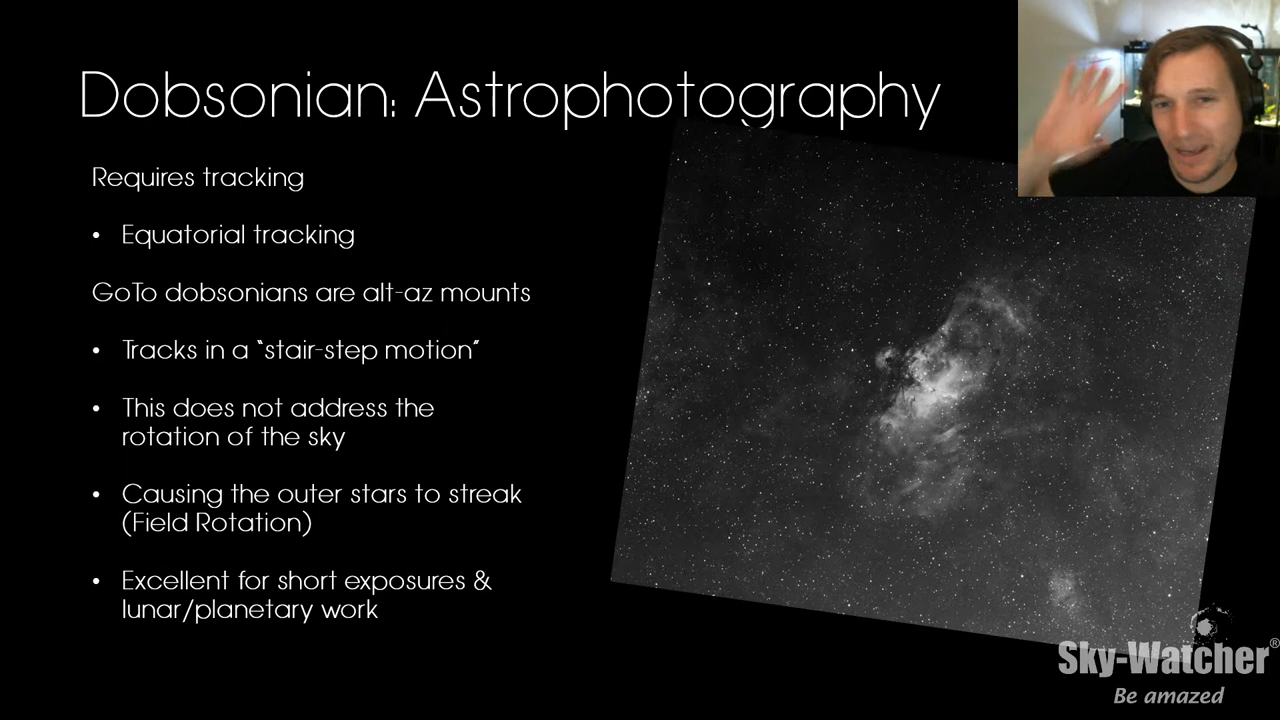 Dobsonian: Astrophotography
Requires tracking
• Equatorial tracking
GoTo dobsonians are alt-az mounts
• Tracks in a “stair-step motion”
• This does not address the
rotation of the sky
• Causing the outer stars to streak
(Field Rotation)
• Excellent for short exposures &
lunar/planetary work
Sky-Watcher®
Be amazed